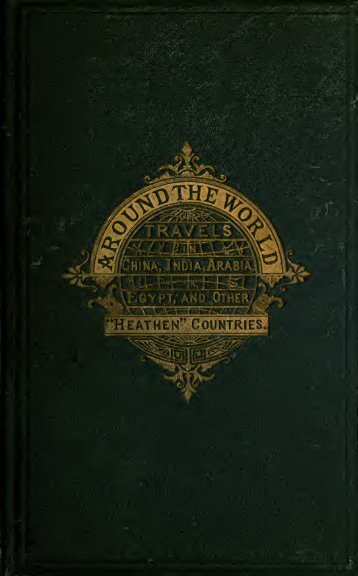 AROUND THE WORLD
TRAVELS
IN
CHINA, INDIA, ARABIA,
EGYPT, AND OTHER
"HEATHEN" COUNTRIES.